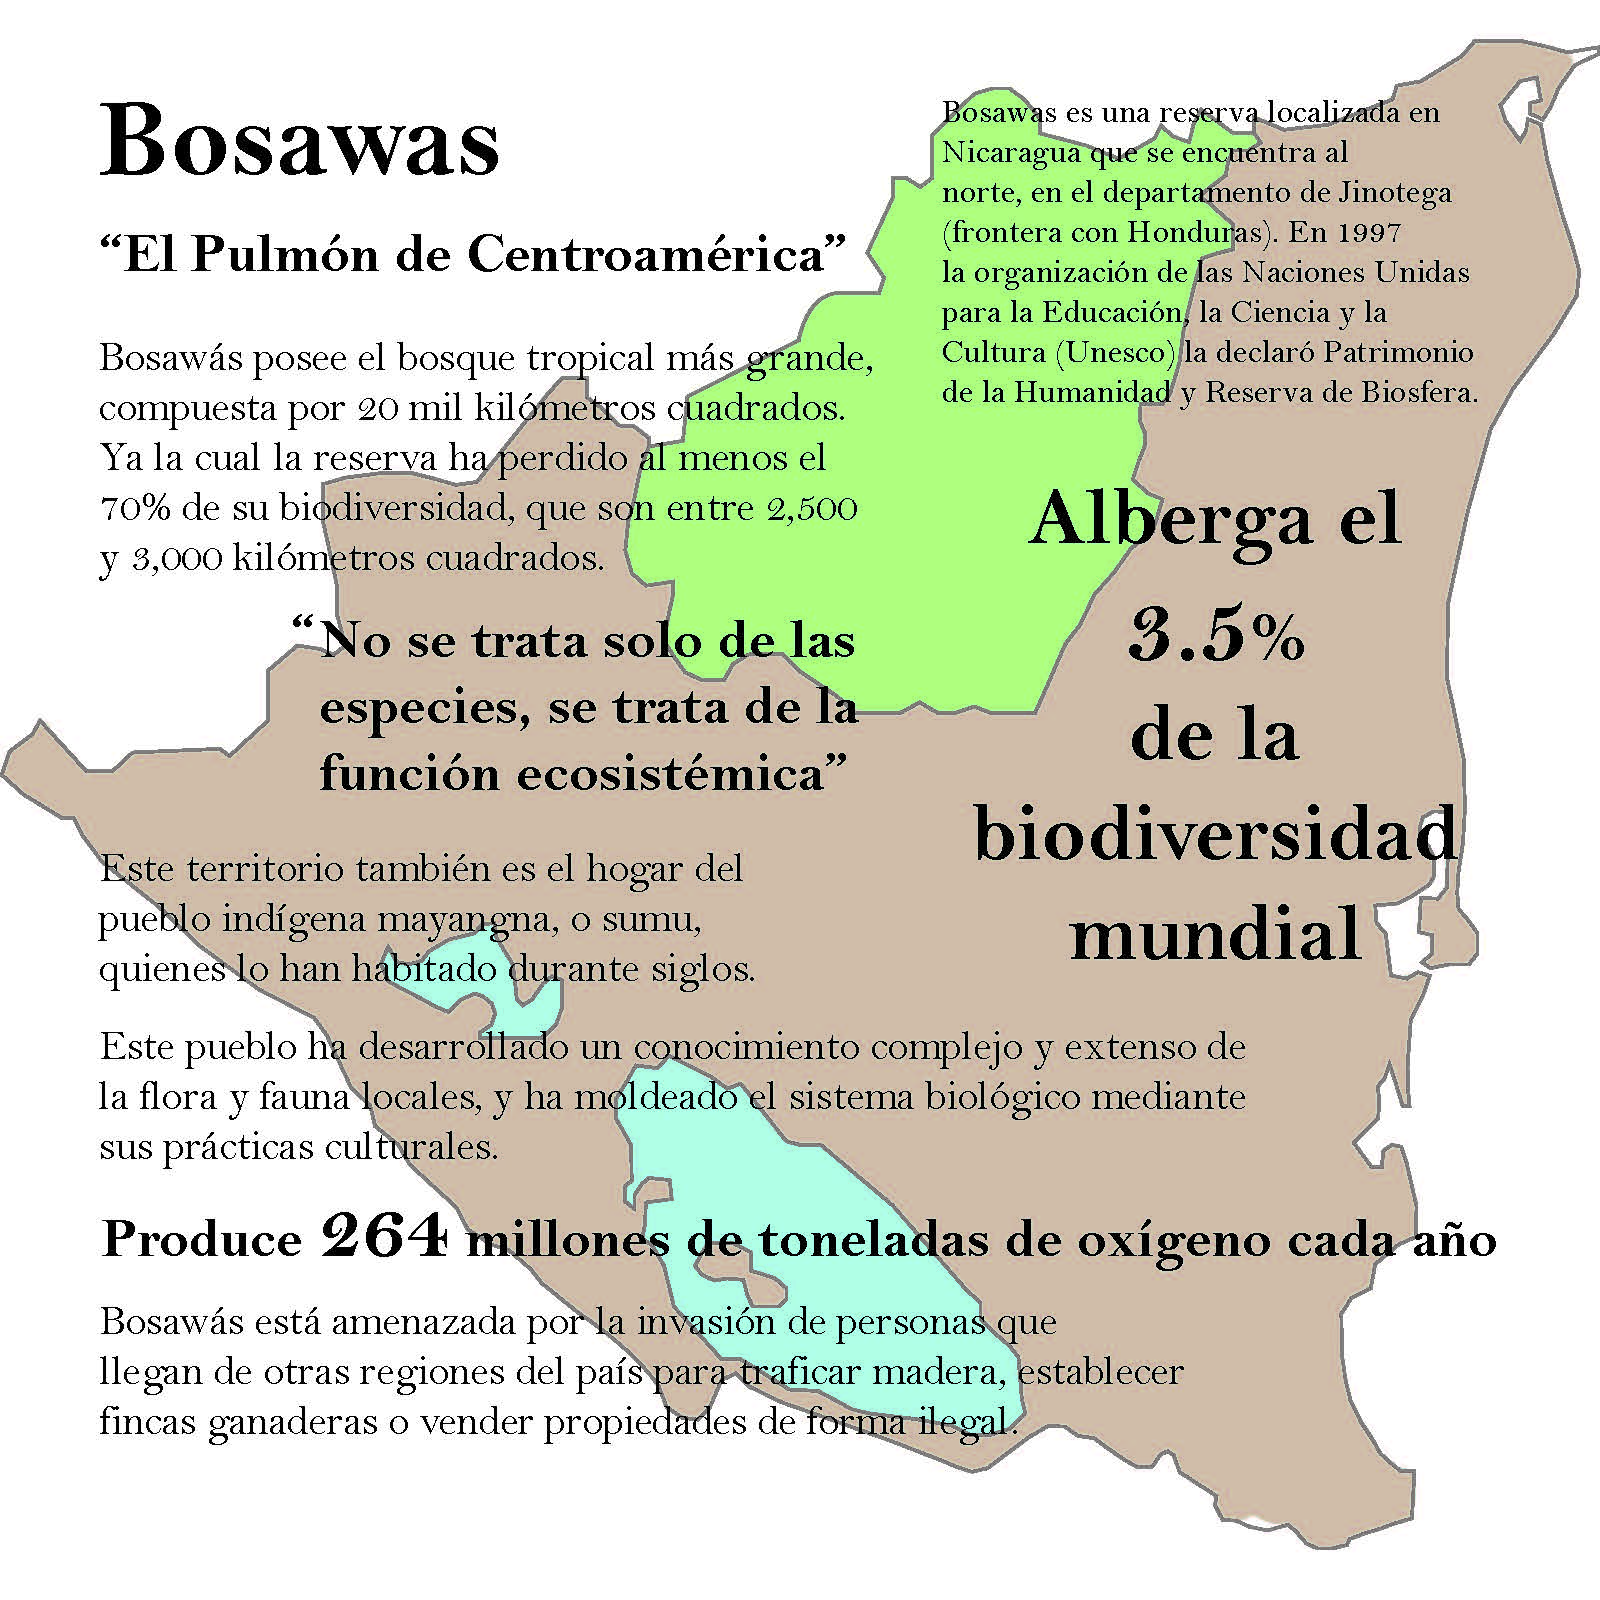 Bosawas
“El Pulmón de Centroamérica”
Bosawás posee el bosque tropical más grande,
compuesta por 20 mil kilómetros cuadrados.
Ya la cual la reserva ha perdido al menos el
70% de su biodiversidad, que son entre 2,500
y 3,000 kilómetros cuadrados.
Bosawas es una reserva localizada en
Nicaragua que se encuentra al
norte, en el departamento de Jinotega
(frontera con Honduras). En 1997
la organización de las Naciones Unidas
para la Educación, la Ciencia y la
Cultura (Unesco) la declaró Patrimonio
de la Humanidad y Reserva de Biosfera.
“No se trata solo de las
especies, se trata de la
función ecosistémica”
Alberga el
3.5%
de la
biodiversidad
mundial
Este territorio también es el hogar del
pueblo indígena mayangna, o sumu,
quienes lo han habitado durante siglos.
Este pueblo ha desarrollado un conocimiento complejo y extenso de
la flora y fauna locales, y ha moldeado el sistema biológico mediante
sus prácticas culturales.
Produce 264 millones de toneladas de oxígeno cada año
Bosawás está amenazada por la invasión de personas que
llegan de otras regiones del país para traficar madera, establecer
fincas ganaderas o vender propiedades de forma ilegal.